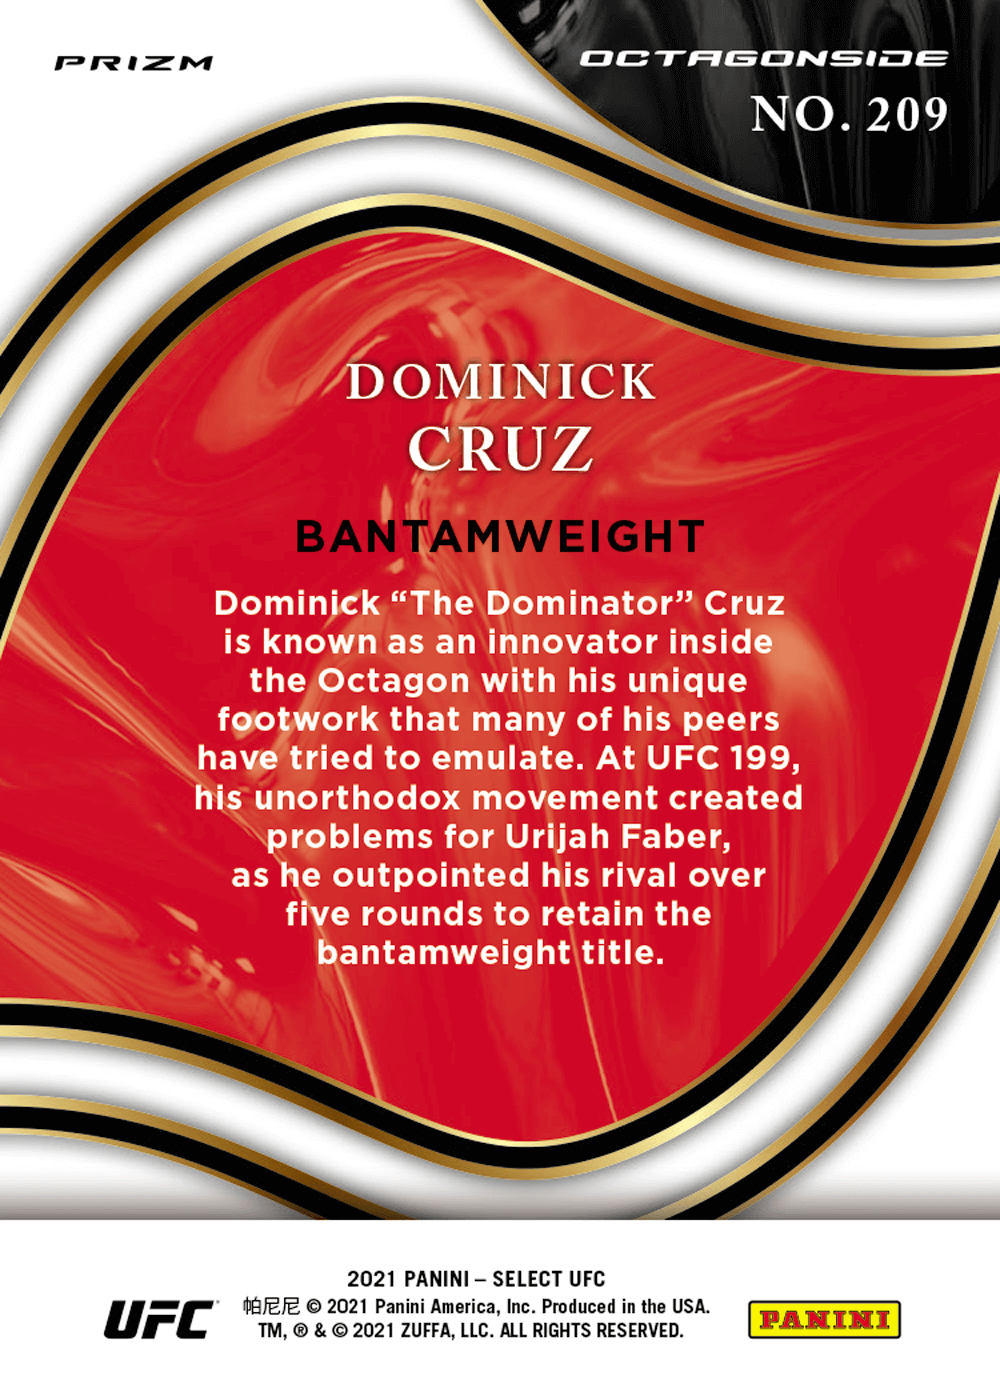 PRIZM
OCTAGONSIDE
NO. 209
DOMINICK
CRUZ
BANTAMWEIGHT
Dominick “The Dominator” Cruz
is known as an innovator inside
the Octagon with his unique
footwork that many of his peers
have tried to emulate. At UFC 199,
his unorthodox movement created
problems for Urijah Faber,
as he outpointed his rival over
five rounds to retain the
bantamweight title.
2021 PANINI – SELECT UFC
帕尼尼 © 2021 Panini America, Inc. Produced in the USA.
TM, ® & © 2021 ZUFFA, LLC. ALL RIGHTS RESERVED.
UFC
PANINI